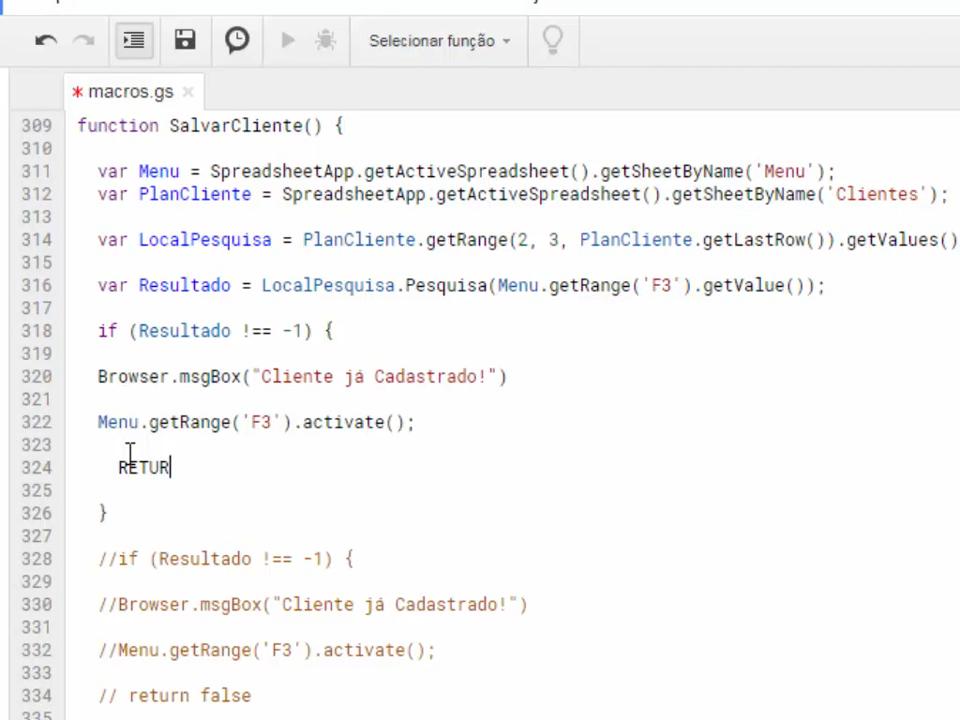 Selecionar função
* macros.gs ×
309 function SalvarCliente() {
310
311 var Menu = SpreadsheetApp.getActiveSpreadsheet().getSheetByName('Menu');
312 var PlanCliente = SpreadsheetApp.getActiveSpreadsheet().getSheetByName('Clientes');
313
314 var LocalPesquisa = PlanCliente.getRange(2, 3, PlanCliente.getLastRow()).getValues()
315
316 var Resultado = LocalPesquisa.Pesquisa(Menu.getRange('F3').getValue());
317
318 if (Resultado !== -1) {
319
320 Browser.msgBox("Cliente já Cadastrado!")
321
322 Menu.getRange('F3').activate();
323
324 RETUR
325
326 }
327
328 //if (Resultado !== -1) {
329
330 //Browser.msgBox("Cliente já Cadastrado!")
331
332 //Menu.getRange('F3').activate();
333
334 // return false
335